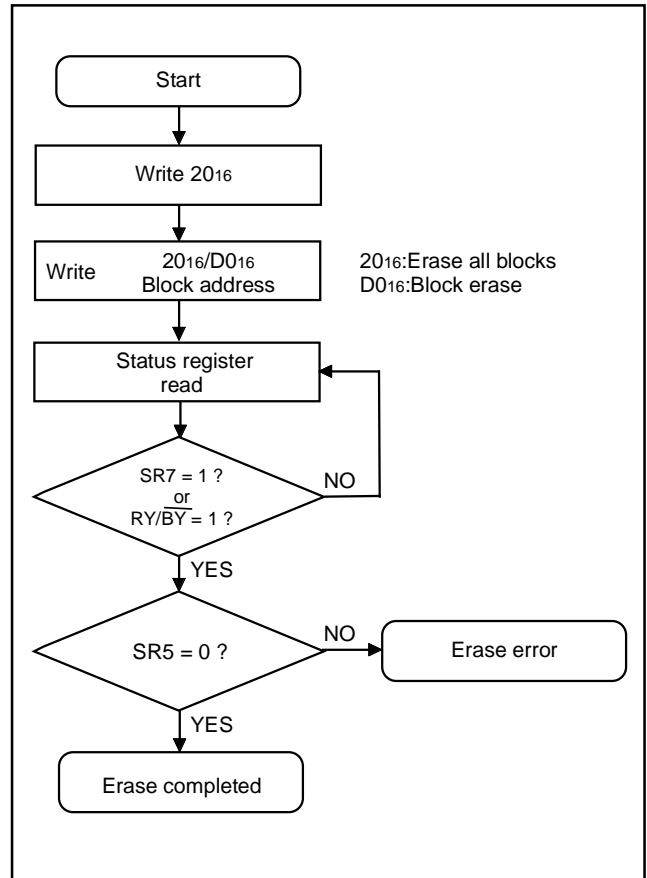 Start
Write 20₁₆
Write 20₁₆/D0₁₆
Block address
20₁₆:Erase all blocks
D0₁₆:Block erase
Status register
read
SR7 = 1 ?
or
RY/B̅Y̅ = 1 ?
NO
YES
SR5 = 0 ?
NO
Erase error
YES
Erase completed